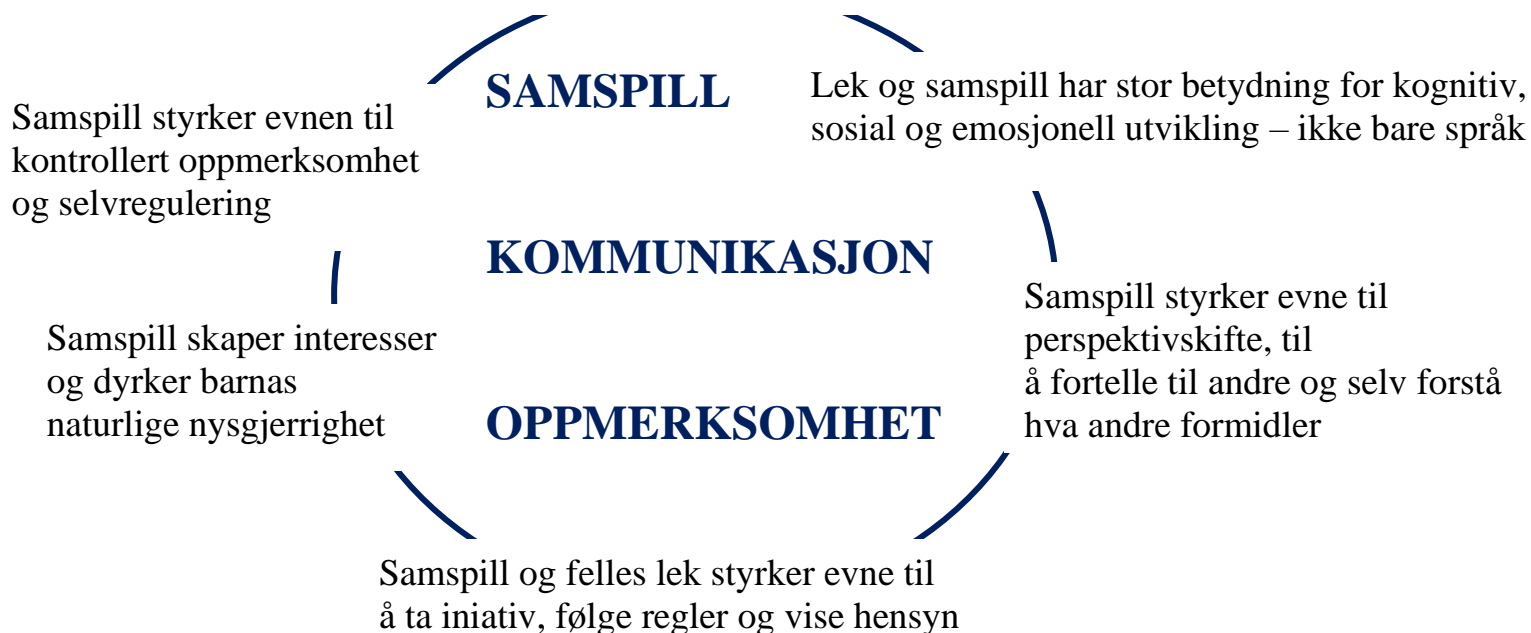 SAMSPILL
Lek og samspill har stor betydning for kognitiv,
sosial og emosjonell utvikling – ikke bare språk
Samspill styrker evnen til
kontrollert oppmerksomhet
og selvregulering
KOMMUNIKASJON
Samspill styrker evne til
perspektivskifte, til
å fortelle til andre og selv forstå
hva andre formidler
Samspill skaper interesser
og dyrker barnas
naturlige nysgjerrighet
OPPMERKSOMHET
Samspill og felles lek styrker evne til
å ta iniativ, følge regler og vise hensyn